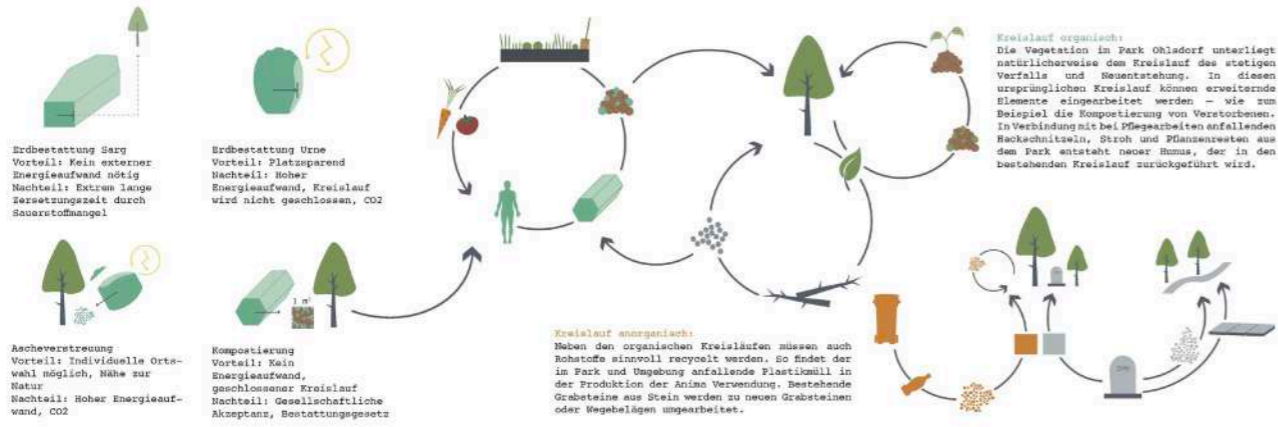 Erdbestattung Sarg
Vorteil: Kein externer
Energieaufwand nötig
Nachteil: Extrem lange
Zersetzungszeit durch
Sauerstoffmangel
Erdbestattung Urne
Vorteil: Platzsparend
Nachteil: Hoher
Energieaufwand, Kreislauf
wird nicht geschlossen, CO2
Ascheverstreuung
Vorteil: Individuelle Orts-
wahl möglich, Nähe zur
Natur
Nachteil: Hoher Energieauf-
wand, CO2
1 m³
Kompostierung
Vorteil: Kein
Energieaufwand,
geschlossener Kreislauf
Nachteil: Gesellschaftliche
Akzeptanz, Bestattungsgesetz
Kreislauf organisch:
Die Vegetation im Park Ohlsdorf unterliegt
natürlicherweise dem Kreislauf des stetigen
Verfalls und Neuentstehung. In diesen
ursprünglichen Kreislauf können erweiternde
Elemente eingearbeitet werden — wie zum
Beispiel die Kompostierung von Verstorbenen.
In Verbindung mit bei Pflegearbeiten anfallenden
Hackschnitzeln, Stroh und Pflanzenresten aus
dem Park entsteht neuer Humus, der in den
bestehenden Kreislauf zurückgeführt wird.
Kreislauf anorganisch:
Neben den organischen Kreisläufen müssen auch
Rohstoffe sinnvoll recycelt werden. So findet der
im Park und Umgebung anfallende Plastikmüll in
der Produktion der Anima Verwendung. Bestehende
Grabsteine aus Stein werden zu neuen Grabsteinen
oder Wegebelägen umgearbeitet.